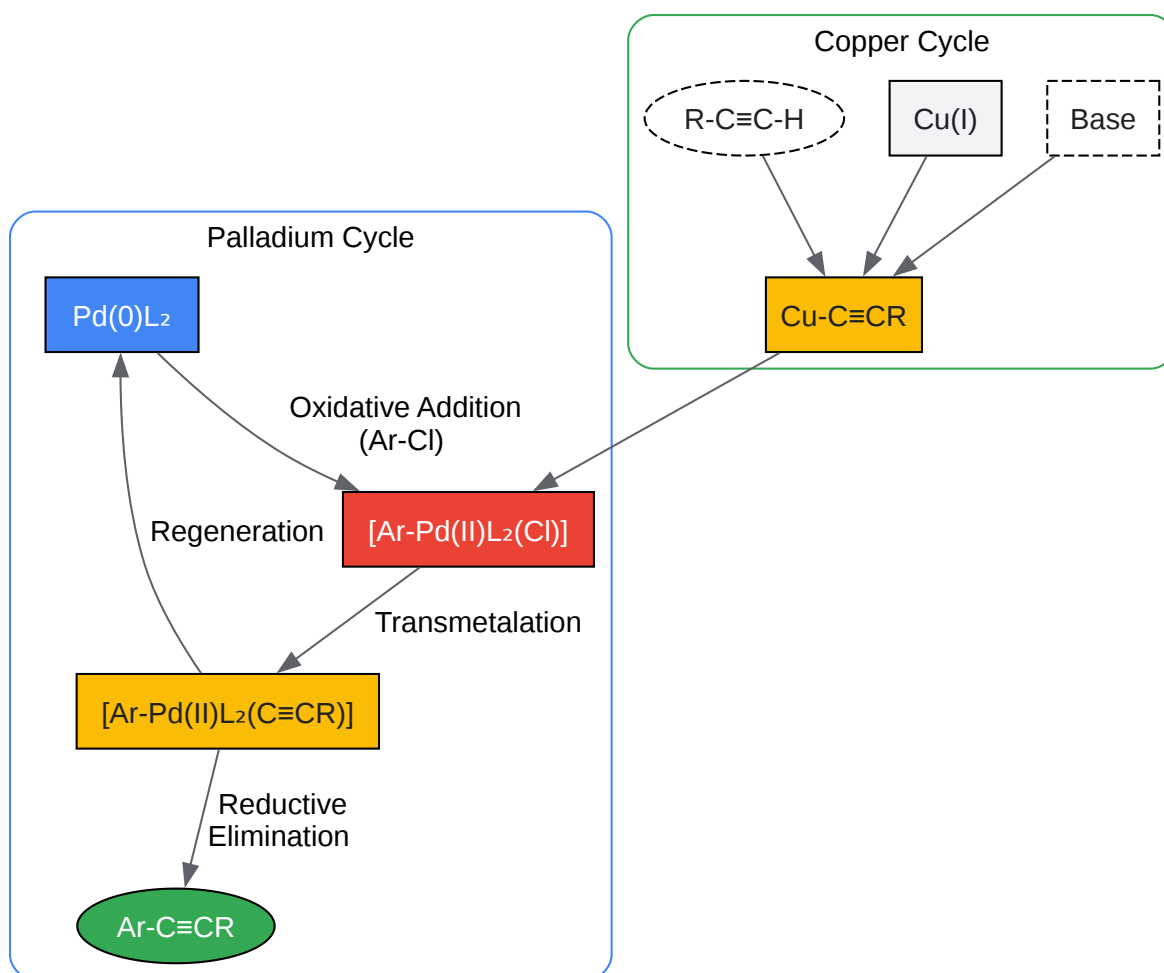 Copper Cycle
R-C≡C-H
Cu(I)
Base
Cu-C≡CR
Palladium Cycle
Pd(0)L₂
Oxidative Addition
(Ar-Cl)
Regeneration
[Ar-Pd(II)L₂(Cl)]
Transmetalation
[Ar-Pd(II)L₂(C≡CR)]
Reductive
Elimination
Ar-C≡CR